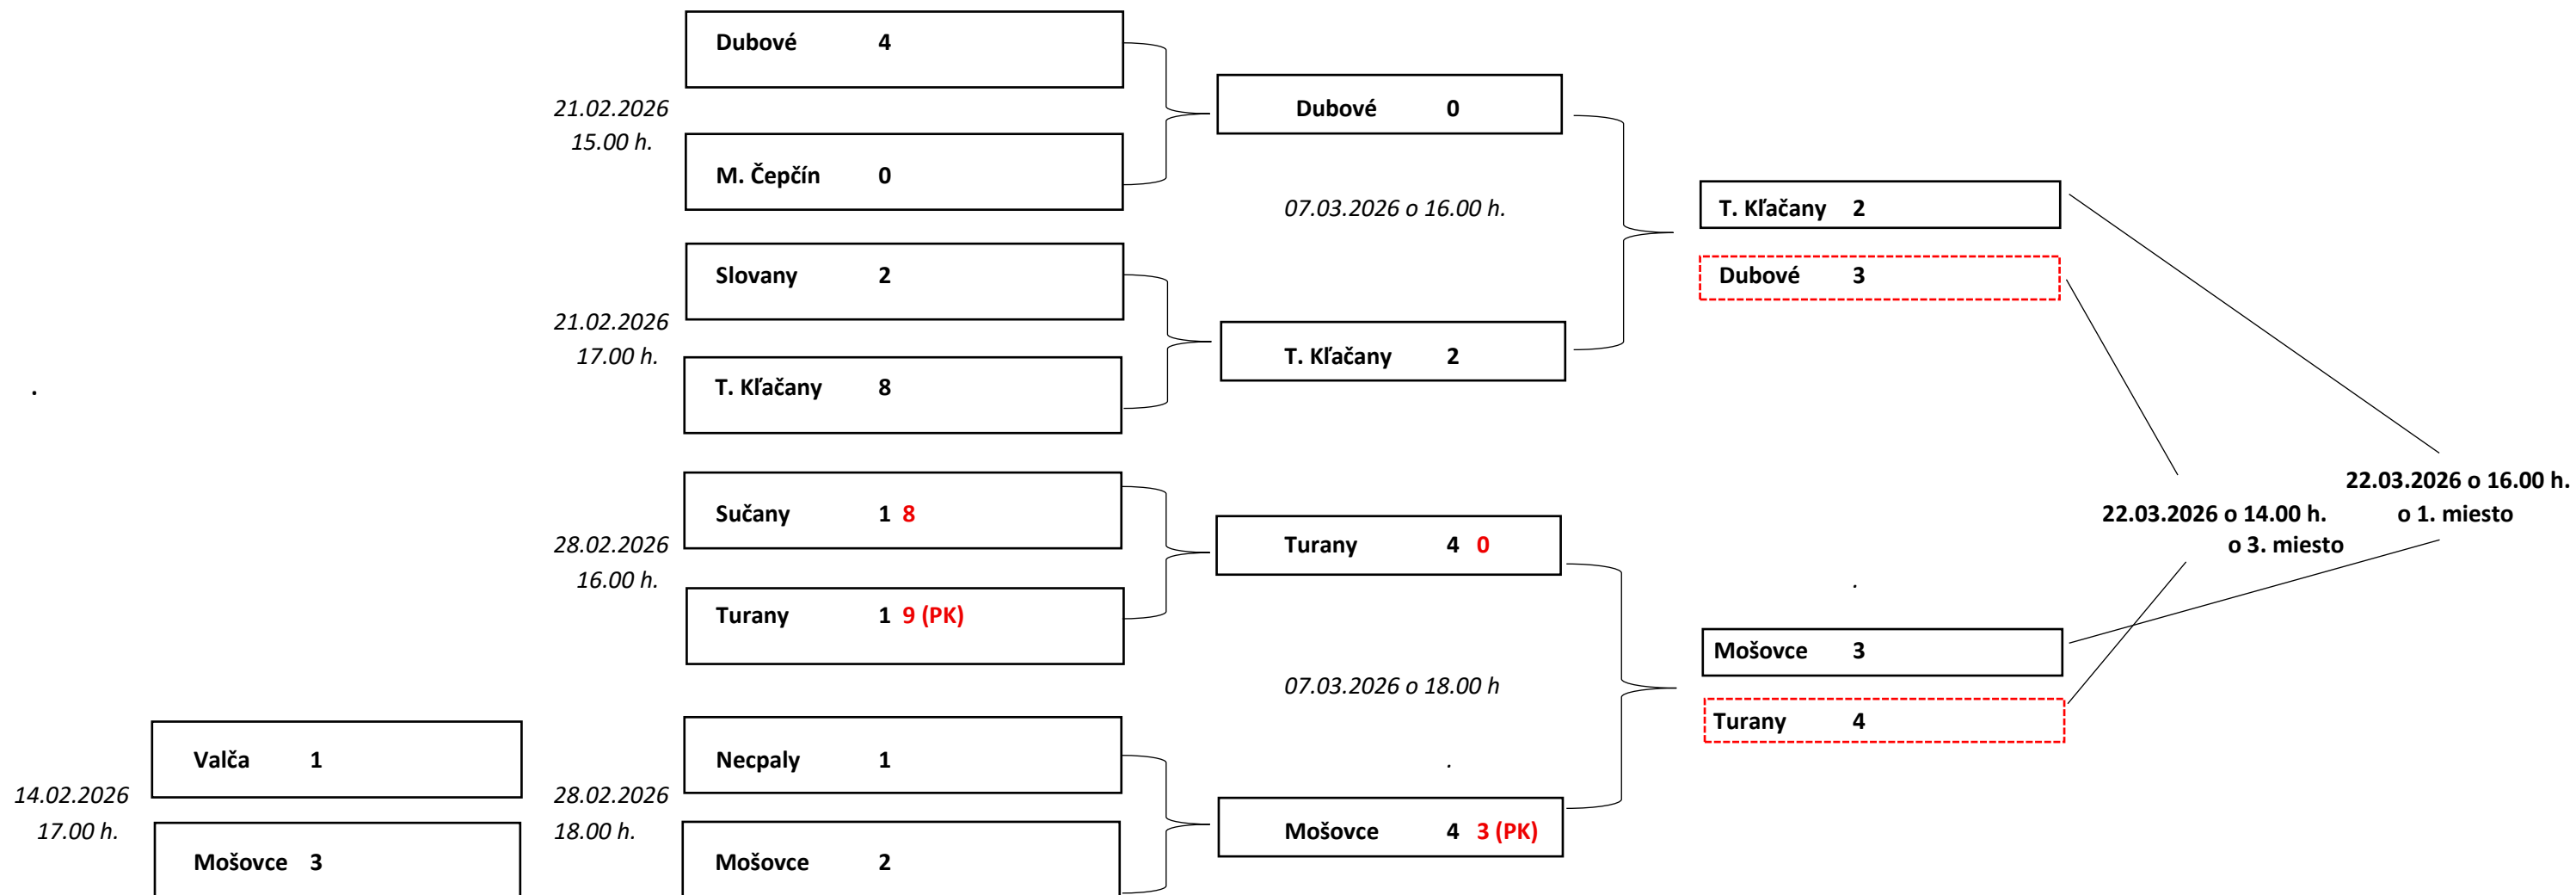 Dubové 4
21.02.2026
15.00 h.
M. Čepčín 0
Slovany 2
21.02.2026
17.00 h.
T. Kľačany 8
.
Sučany 1 8
28.02.2026
16.00 h.
Turany 1 9 (PK)
Valča 1
14.02.2026
17.00 h.
Mošovce 3
Necpaly 1
28.02.2026
18.00 h.
Mošovce 2
Dubové 0
07.03.2026 o 16.00 h.
T. Kľačany 2
Turany 4 0
07.03.2026 o 18.00 h
.
Mošovce 4 3 (PK)
T. Kľačany 2
Dubové 3
.
Mošovce 3
Turany 4
22.03.2026 o 14.00 h.
o 3. miesto
22.03.2026 o 16.00 h.
o 1. miesto